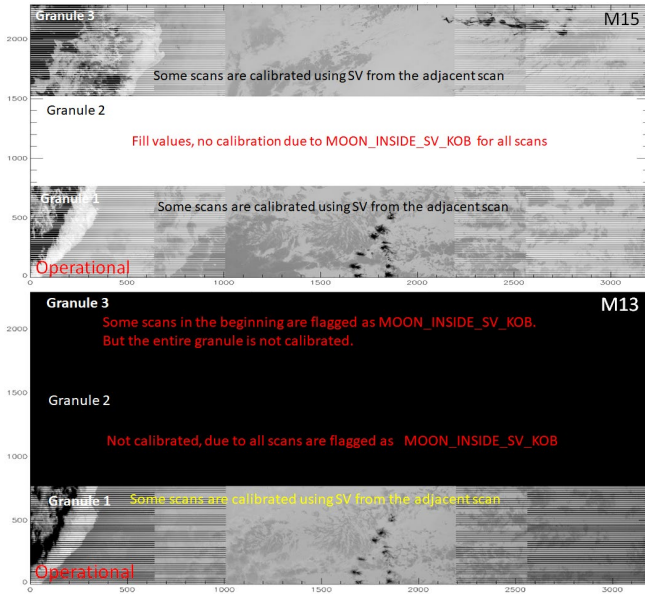 Granule 3
M15
2000
Some scans are calibrated using SV from the adjacent scan
1500
Granule 2
Fill values, no calibration due to MOON_INSIDE_SV_KOB for all scans
1000
Granule 1
Some scans are calibrated using SV from the adjacent scan
500
Operational
0
0 500 1000 1500 2000 2500 3000
Granule 3
M13
Some scans in the beginning are flagged as MOON_INSIDE_SV_KOB.
2000
But the entire granule is not calibrated.
1500
Granule 2
Not calibrated, due to all scans are flagged as MOON_INSIDE_SV_KOB
1000
Granule 1
Some scans are calibrated using SV from the adjacent scan
500
Operational
0
0 500 1000 1500 2000 2500 3000